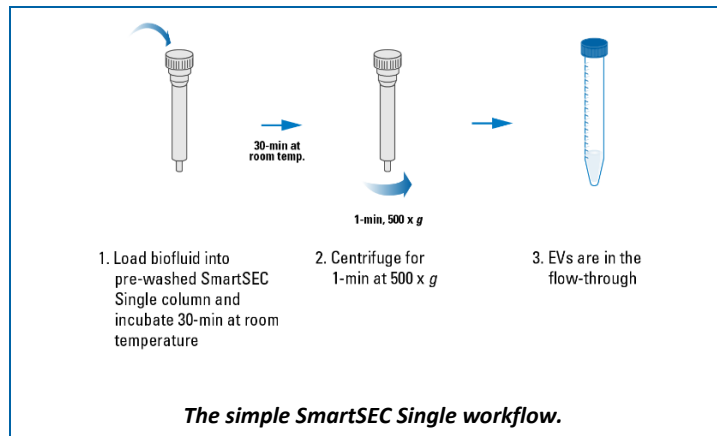 30-min at
room temp.
1-min, 500 x g
1. Load biofluid into
pre-washed SmartSEC
Single column and
incubate 30-min at room
temperature
2. Centrifuge for
1-min at 500 x g
3. EVs are in the
flow-through
The simple SmartSEC Single workflow.